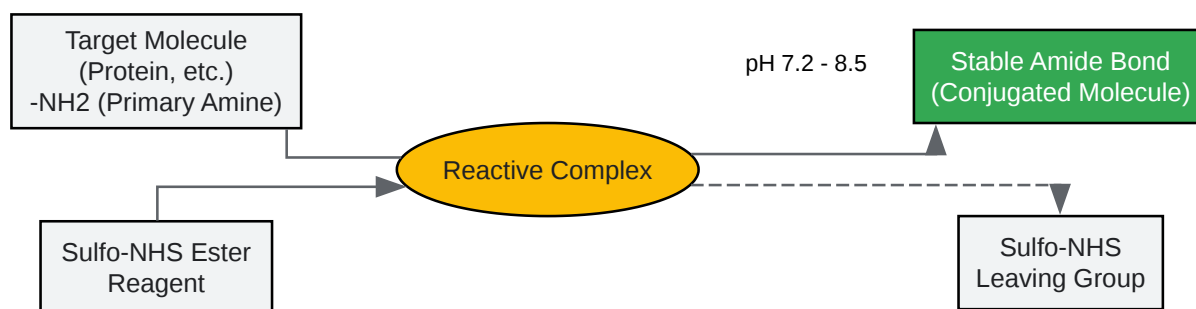 Target Molecule
(Protein, etc.)
-NH2 (Primary Amine)
pH 7.2 - 8.5
Stable Amide Bond
(Conjugated Molecule)
Reactive Complex
Sulfo-NHS Ester
Reagent
Sulfo-NHS
Leaving Group